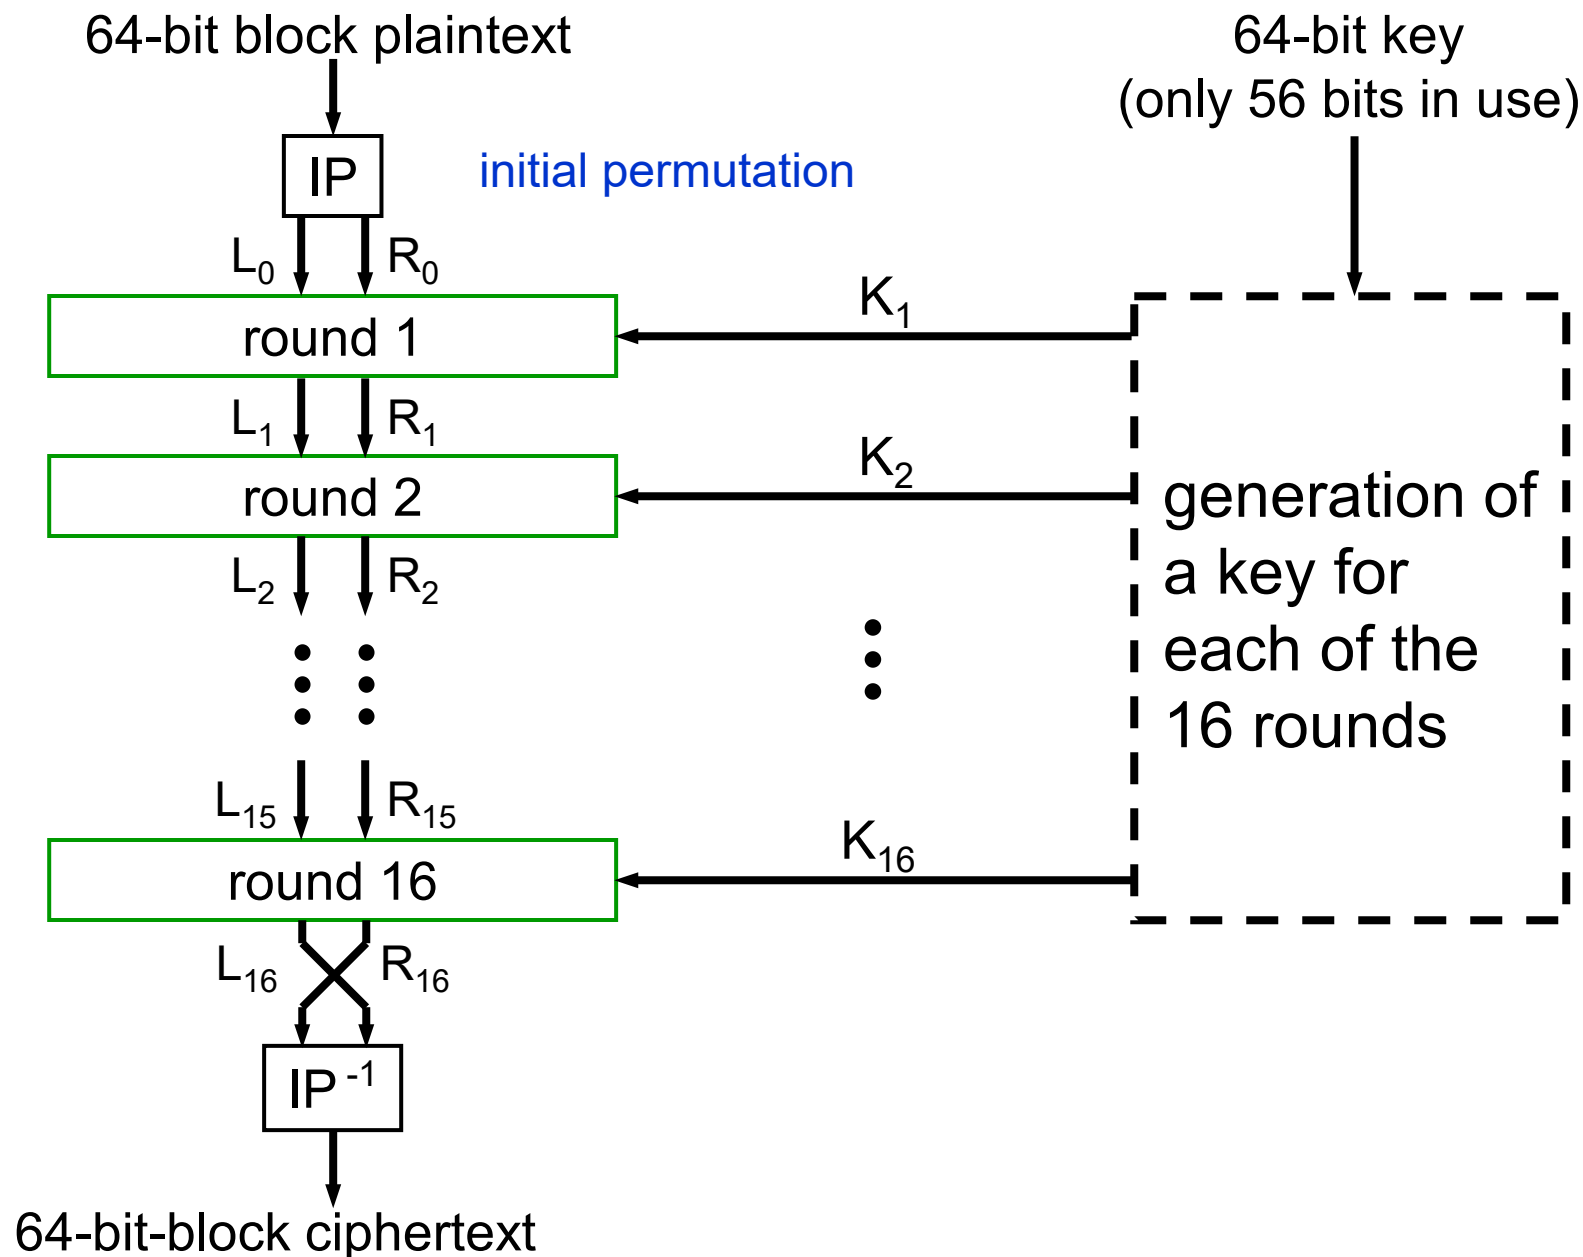 64-bit block plaintext
64-bit key
(only 56 bits in use)
IP
initial permutation
L0
R0
K1
round 1
L1
R1
K2
round 2
L2
R2
generation of
a key for
each of the
16 rounds
L15
R15
K16
round 16
L16
R16
IP -1
64-bit-block ciphertext